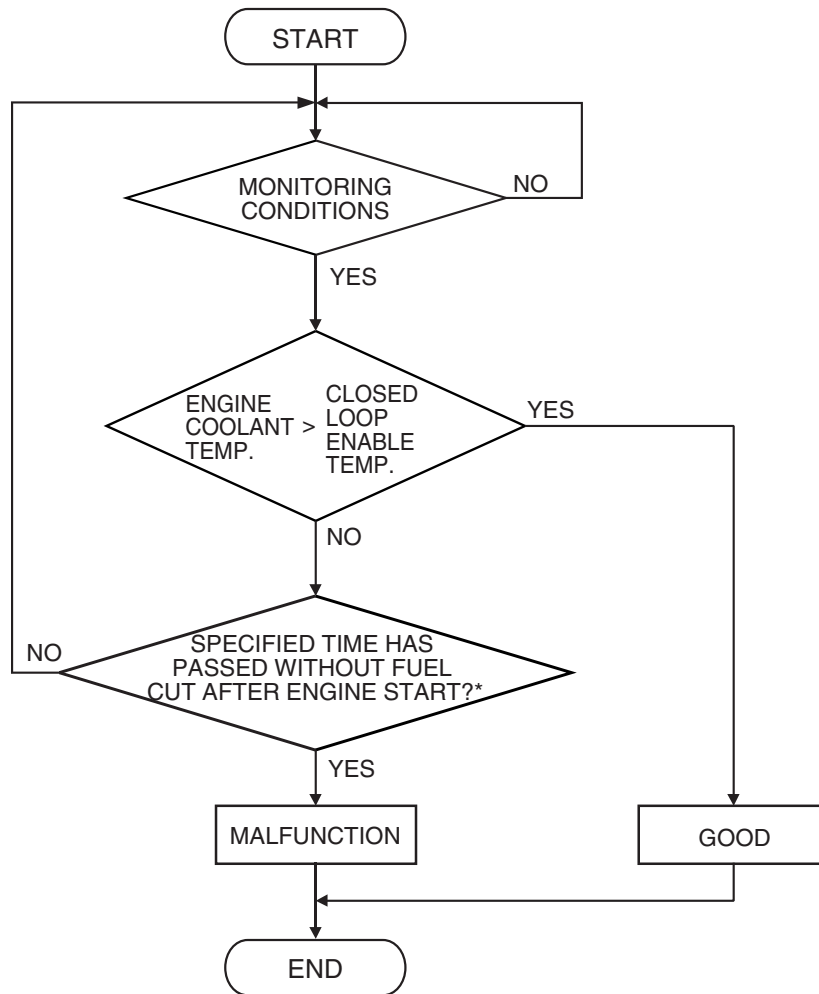 START
MONITORING
CONDITIONS
NO
YES
ENGINE
COOLANT >
TEMP.
CLOSED
LOOP
ENABLE
TEMP.
YES
NO
SPECIFIED TIME HAS
PASSED WITHOUT FUEL
CUT AFTER ENGINE START?*
NO
YES
MALFUNCTION
GOOD
END